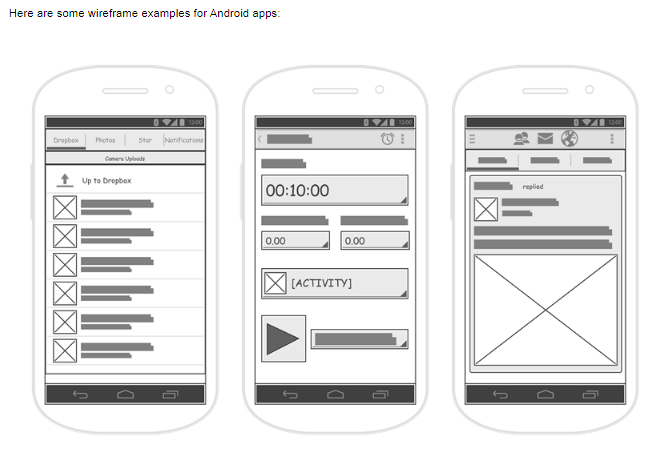 Here are some wireframe examples for Android apps:
12:00
Dropbox Photos Star Notifications
Camera Uploads
Up to Dropbox
12:00
00:10:00
0.00 0.00
[ACTIVITY]
12:00
replied